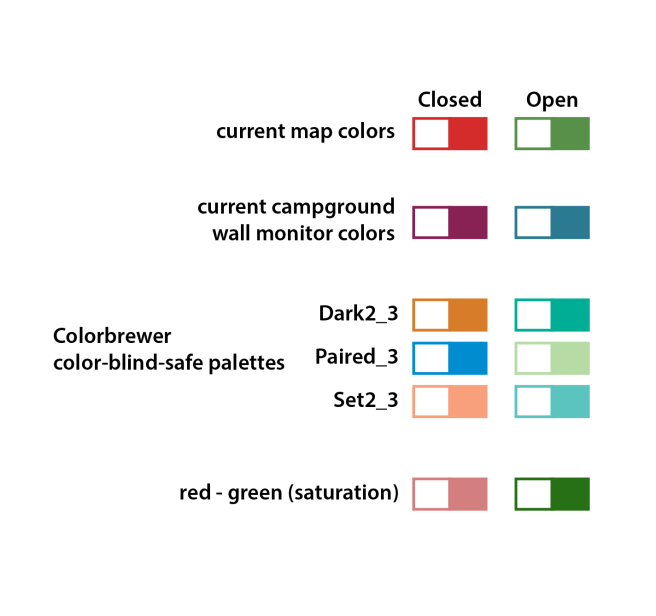 Closed Open
current map colors
current campground
wall monitor colors
Dark2_3
Colorbrewer
color-blind-safe palettes
Paired_3
Set2_3
red - green (saturation)